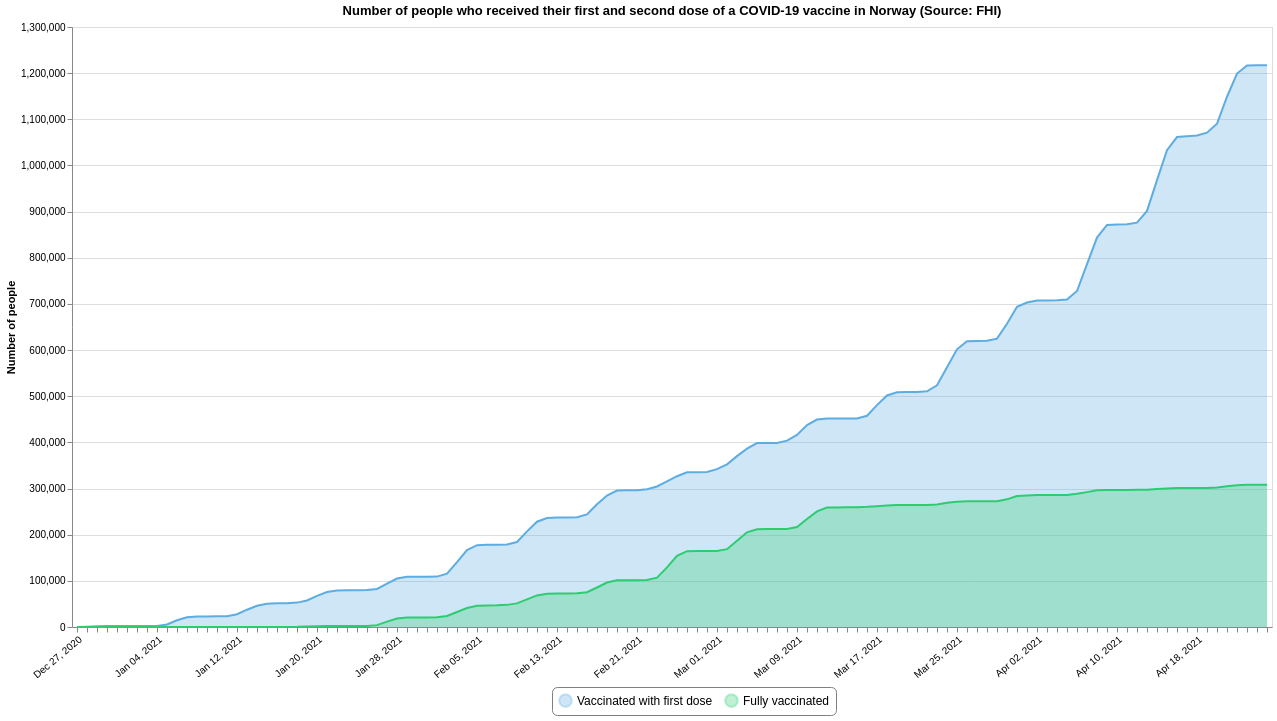 Number of people who received their first and second dose of a COVID-19 vaccine in Norway (Source: FHI)
Number of people
1,300,000
1,200,000
1,100,000
1,000,000
900,000
800,000
700,000
600,000
500,000
400,000
300,000
200,000
100,000
0
Dec 27, 2020
Jan 04, 2021
Jan 12, 2021
Jan 20, 2021
Jan 28, 2021
Feb 05, 2021
Feb 13, 2021
Feb 21, 2021
Mar 01, 2021
Mar 09, 2021
Mar 17, 2021
Mar 25, 2021
Apr 02, 2021
Apr 10, 2021
Apr 18, 2021
Vaccinated with first dose
Fully vaccinated